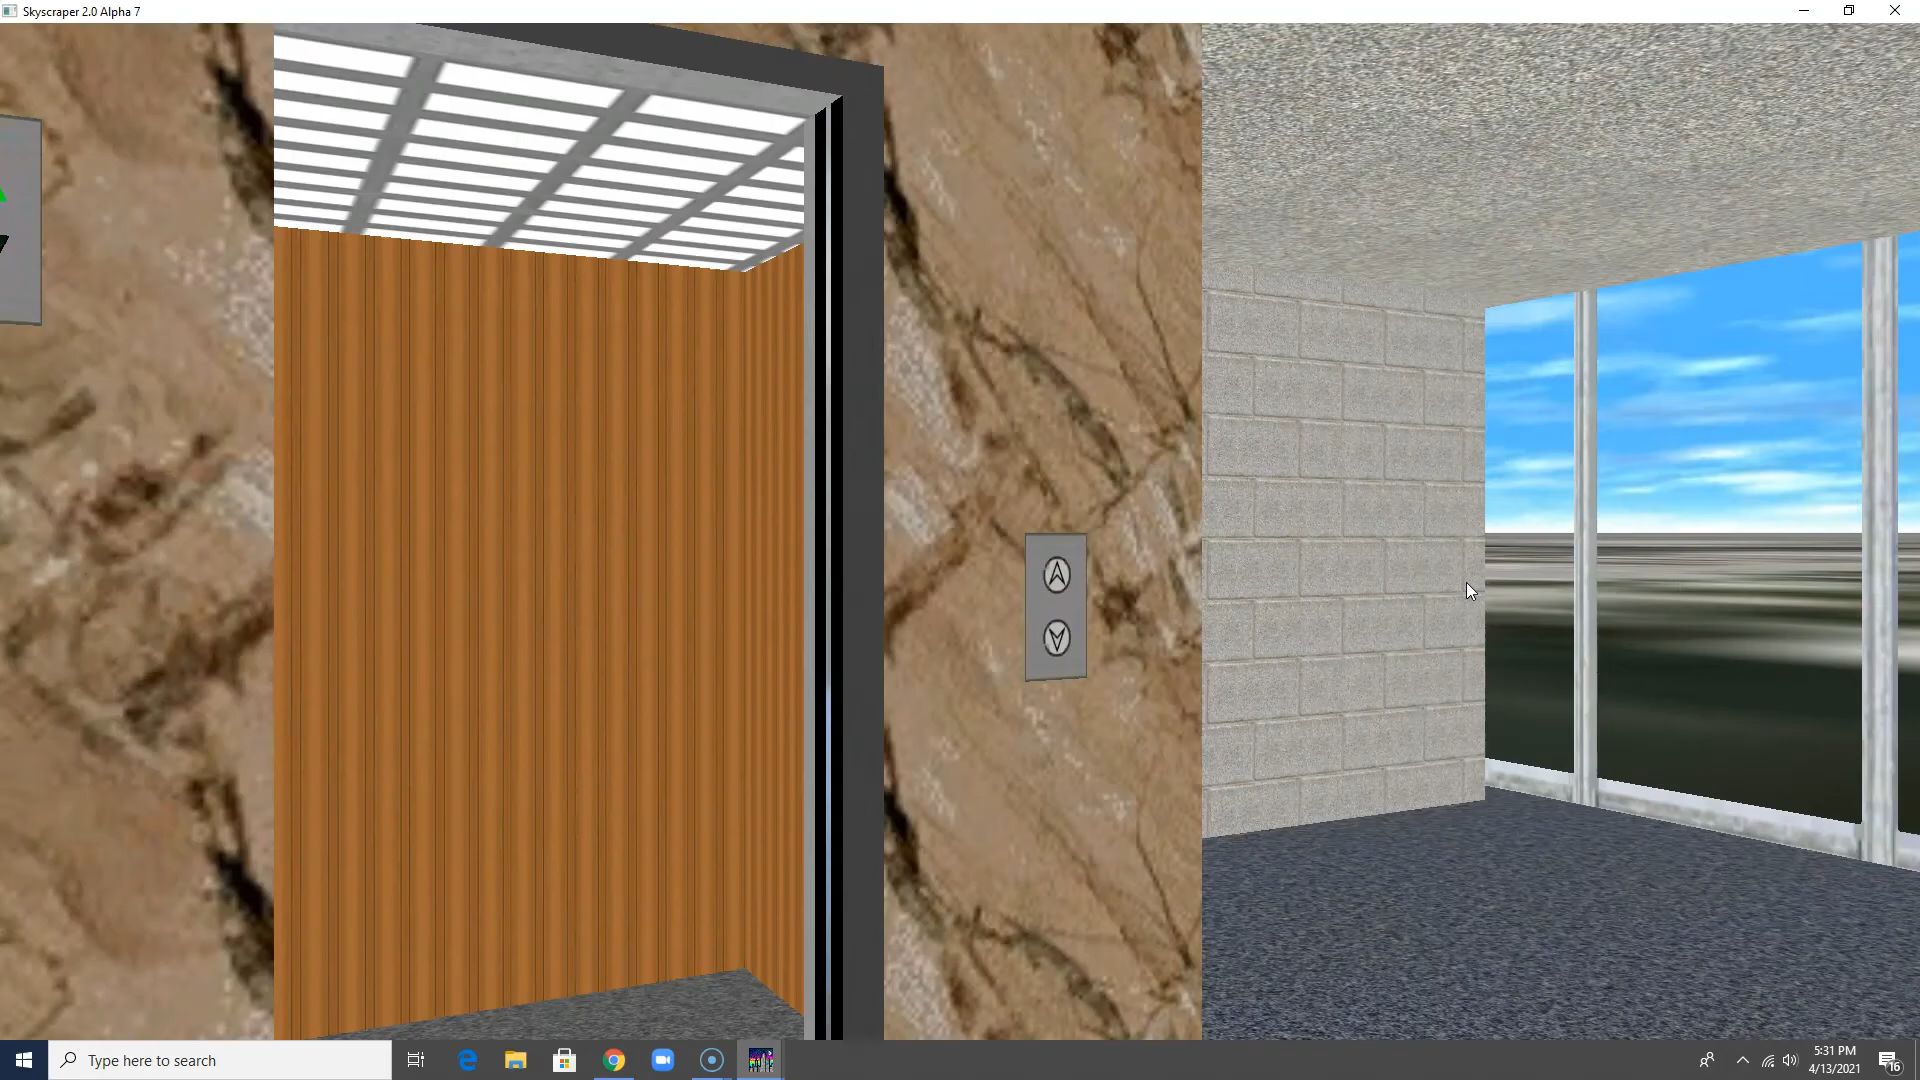 Skyscraper 2.0 Alpha 7
Type here to search
5:31 PM
4/13/2021
16